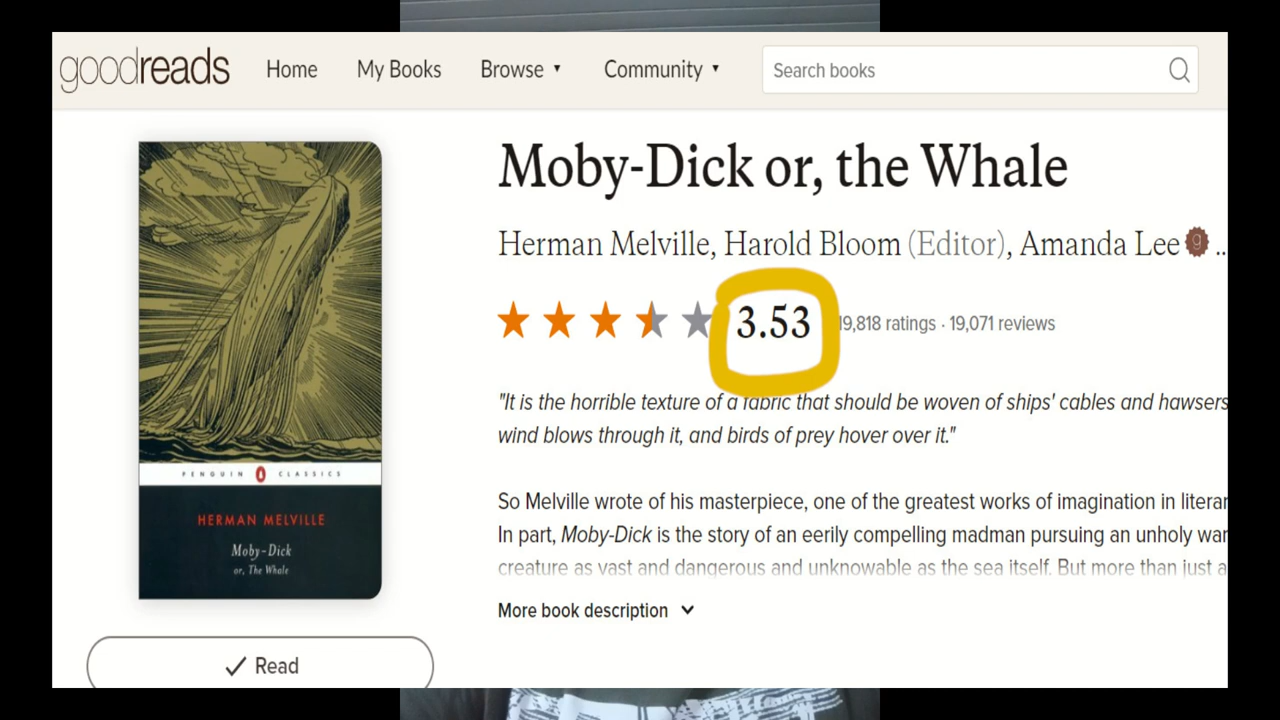 goodreads Home My Books Browse ▼ Community ▼ Search books
Moby-Dick or, the Whale
Herman Melville, Harold Bloom (Editor), Amanda Lee ...
3.53 19,818 ratings · 19,071 reviews
"It is the horrible texture of a fabric that should be woven of ships' cables and hawsers
wind blows through it, and birds of prey hover over it."
So Melville wrote of his masterpiece, one of the greatest works of imagination in
In part, Moby-Dick is the story of an eerily compelling madman pursuing an unholy
creature as vast and dangerous and unknowable as the sea itself. But more than just a
More book description
PENGUIN CLASSICS
HERMAN MELVILLE
Moby-Dick
or, The Whale
Read